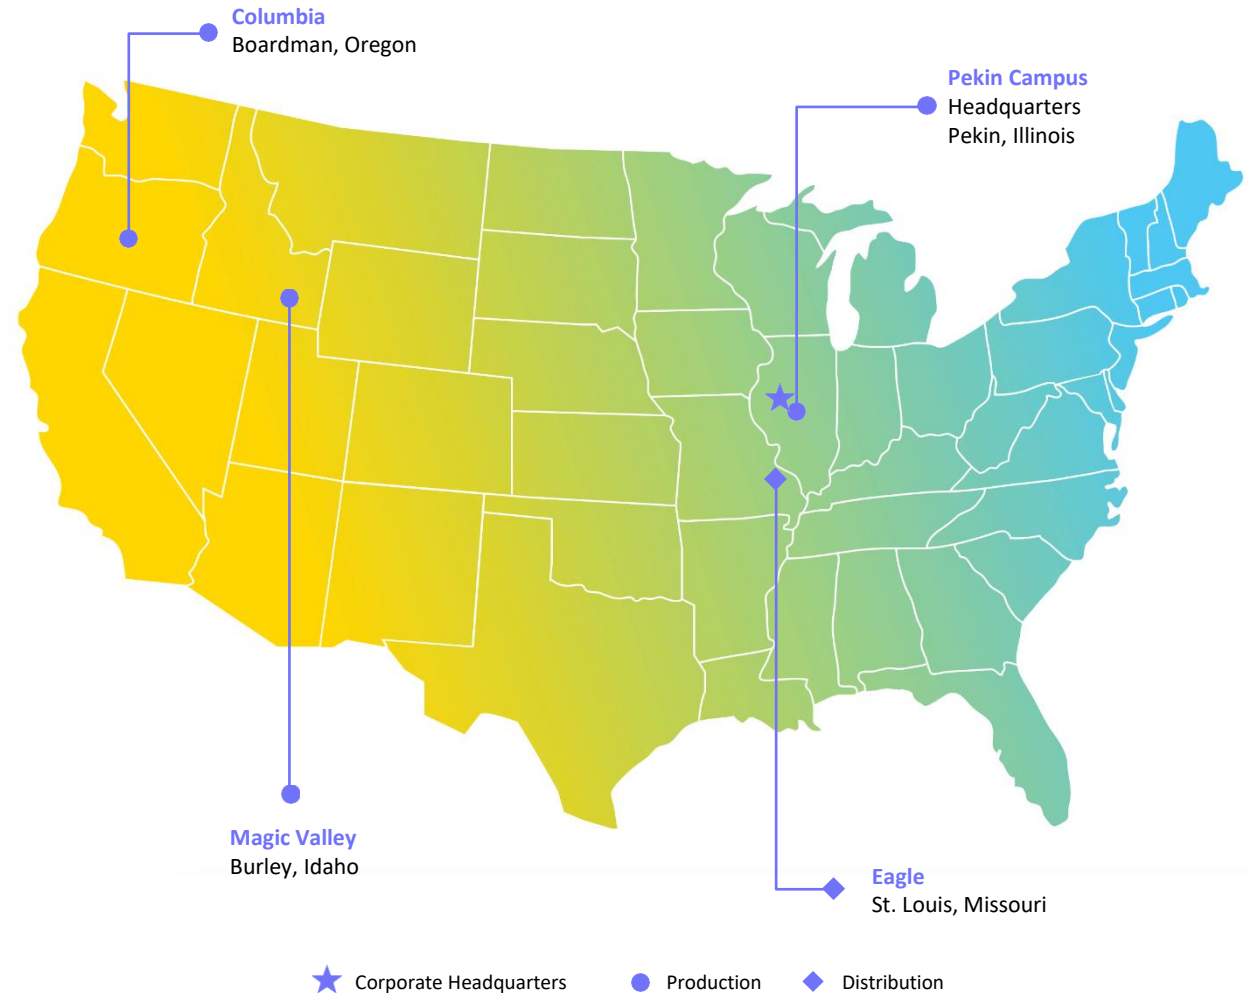 Columbia
Boardman, Oregon
Pekin Campus
Headquarters
Pekin, Illinois
Magic Valley
Burley, Idaho
Eagle
St. Louis, Missouri
Corporate Headquarters
Production
Distribution